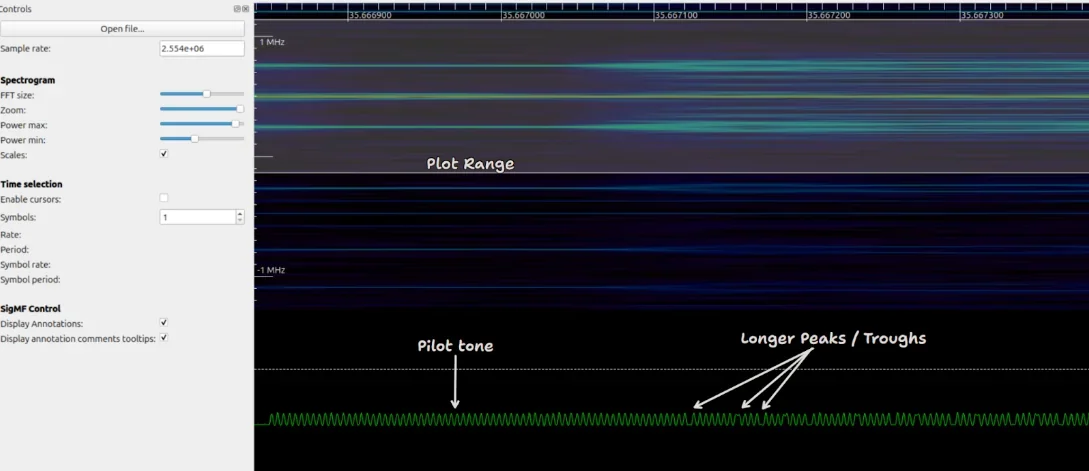 Controls
Open file...
Sample rate: 2.554e+06
Spectrogram
FFT size:
Zoom:
Power max:
Power min:
Scales:
Time selection
Enable cursors:
Symbols: 1
Rate:
Period:
Symbol rate:
Symbol period:
SigMF Control
Display Annotations:
Display annotation comments tooltips:
35.666900 35.667000 35.667100 35.667200 35.667300
1 MHz
Plot Range
-1 MHz
Pilot tone
Longer Peaks / Troughs